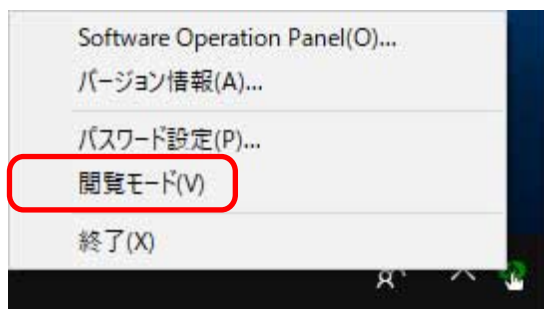 Software Operation Panel(O)...
バージョン情報(A)...
パスワード設定(P)...
閲覧モード(V)
終了(X)